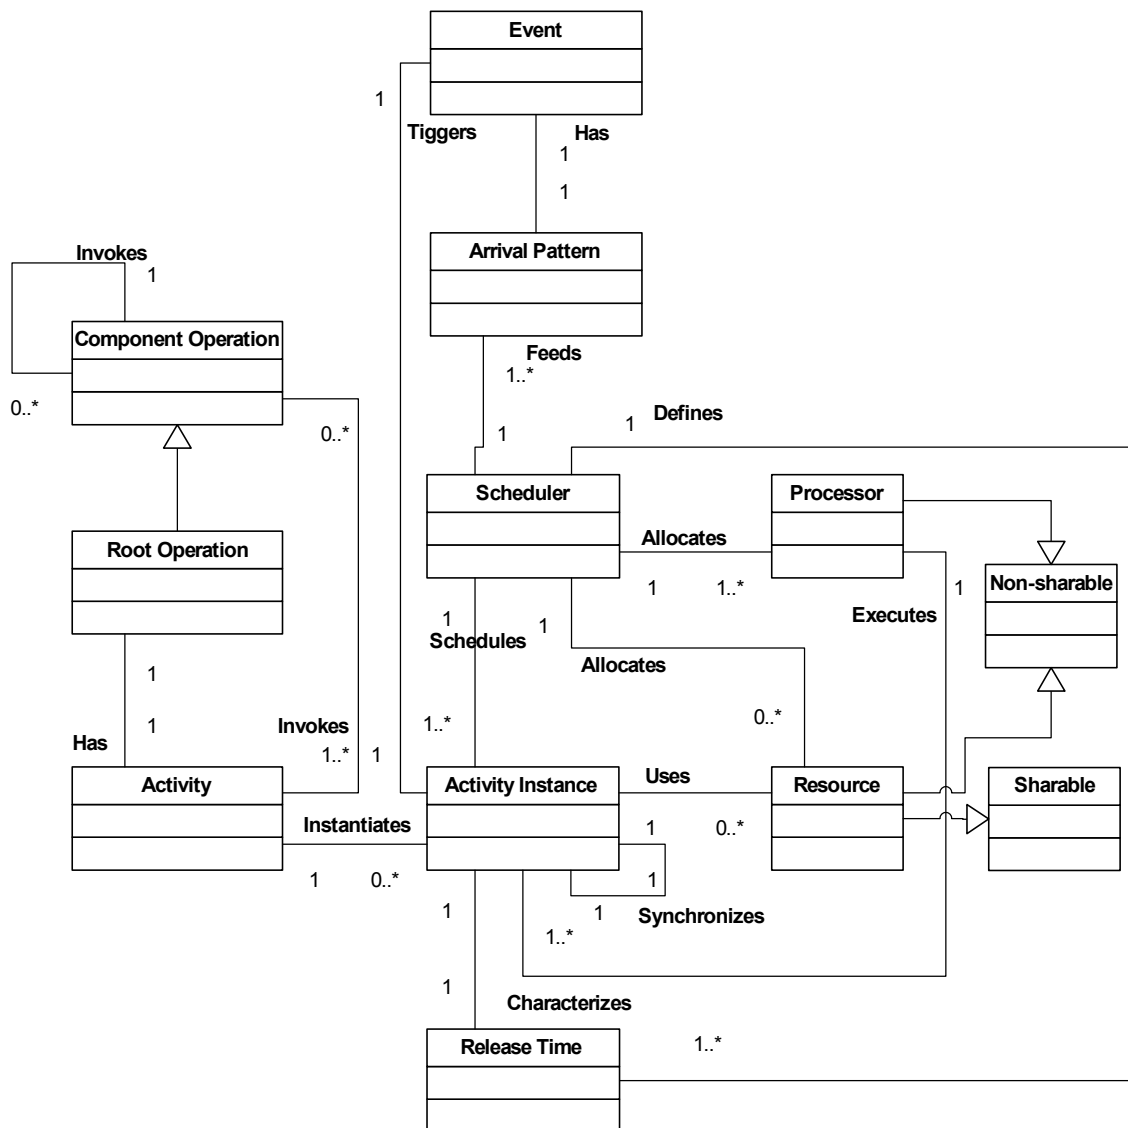 Event
1
Tiggers
Has
1
1
Arrival Pattern
Invokes
1
Component Operation
0..*
Feeds
1..*
0..*
1
1
Defines
Scheduler
Processor
Root Operation
Allocates
1
1..*
Non-sharable
1
Executes
1
Schedules
1
Allocates
1
1
0..*
1..*
Has
Invokes
1..*
1
Activity
Activity Instance
Uses
Resource
Sharable
Instantiates
1
0..*
1
0..*
1
1
Synchronizes
1
1..*
1
Characterizes
Release Time
1..*